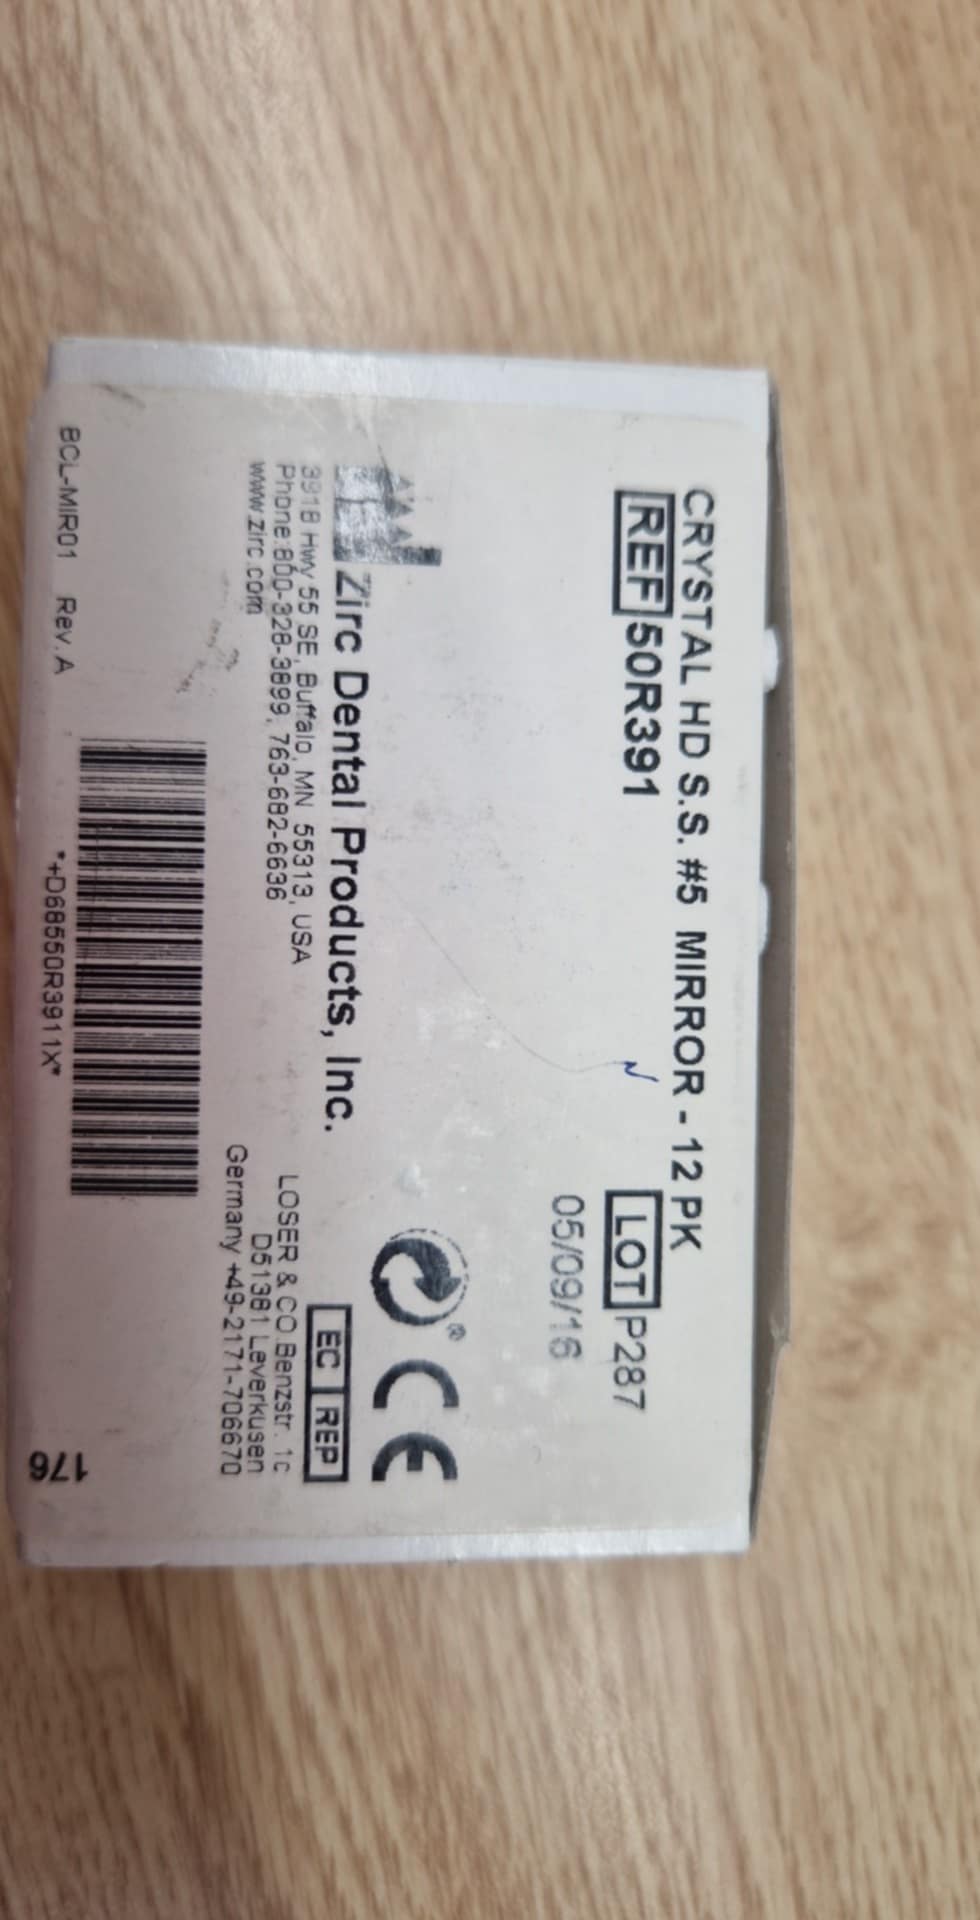 CRYSTAL HD S.S. #5 MIRROR - 12 PK
REF 50R391
LOT P287
05/09/16
Zirc Dental Products, Inc.
3918 Hwy 55 SE, Buffalo, MN 55313, USA
Phone:800-328-3899, 763-682-6636
www.zirc.com
® CE
EC REP
LOSER & CO.Benzstr. 1c
D51381 Leverkusen
Germany +49-2171-706670
*+D68550R3911X*
BCL-MIR01 Rev. A
176